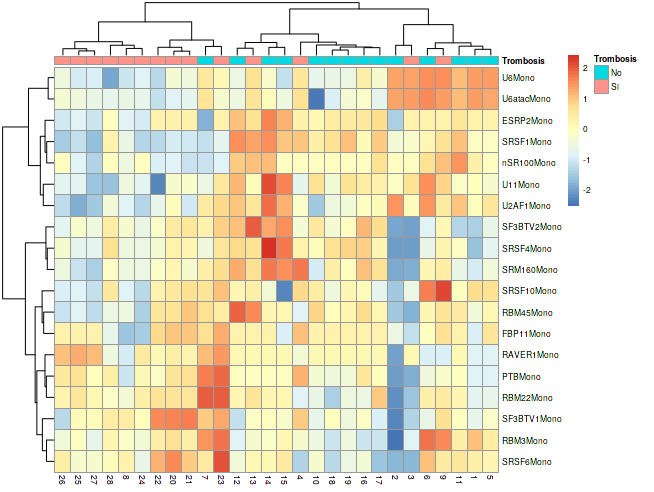 Trombosis
U6Mono
U6atacMono
ESRP2Mono
SRSF1Mono
nSR100Mono
U11Mono
U2AF1Mono
SF3BTV2Mono
SRSF4Mono
SRM160Mono
SRSF10Mono
RBM45Mono
FBP11Mono
RAVER1Mono
PTBMono
RBM22Mono
SF3BTV1Mono
RBM3Mono
SRSF6Mono
26 25 27 28 8 24 22 20 21 7 23 12 13 14 15 4 10 18 19 16 17 2 3 6 9 11 1 5
2
1
0
-1
-2
Trombosis
No
SI